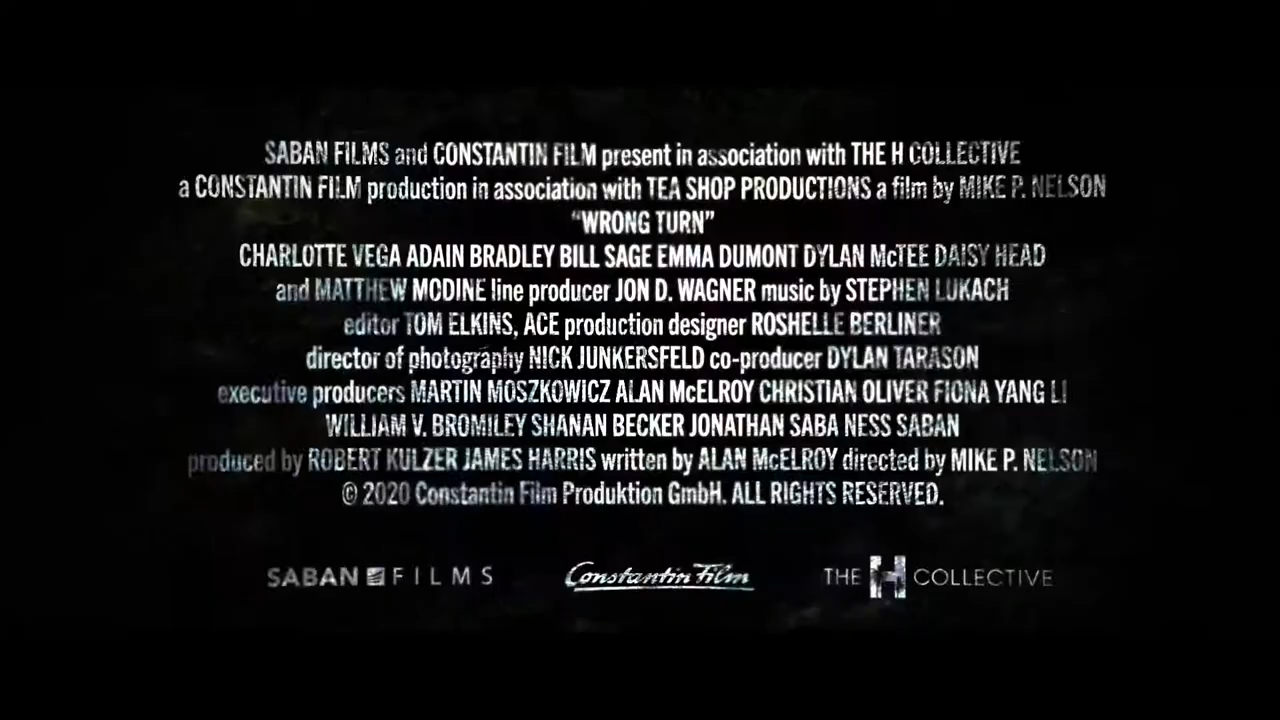 SABAN FILMS and CONSTANTIN FILM present in association with THE H COLLECTIVE
a CONSTANTIN FILM production in association with TEA SHOP PRODUCTIONS a film by MIKE P. NELSON
“WRONG TURN”
CHARLOTTE VEGA ADAIN BRADLEY BILL SAGE EMMA DUMONT DYLAN McTEE DAISY HEAD
and MATTHEW MODINE line producer JON D. WAGNER music by STEPHEN LUKACH
editor TOM ELKINS, ACE production designer ROSHELLE BERLINER
director of photography NICK JUNKERSFELD co-producer DYLAN TARASON
executive producers MARTIN MOSZKOWICZ ALAN McELROY CHRISTIAN OLIVER FIONA YANG LI
WILLIAM V. BROMILEY SHANAN BECKER JONATHAN SABA NESS SABAN
produced by ROBERT KULZER JAMES HARRIS written by ALAN McELROY directed by MIKE P. NELSON
© 2020 Constantin Film Produktion GmbH. ALL RIGHTS RESERVED.
SABAN FILMS Constantin Film THE H COLLECTIVE